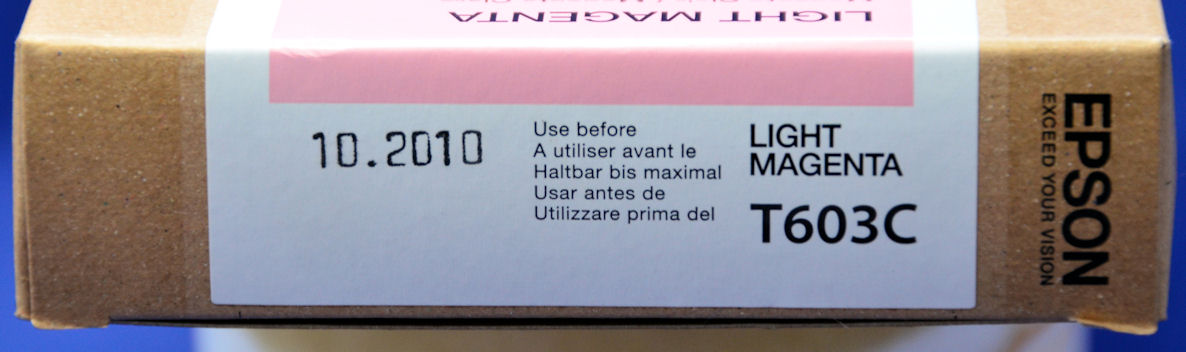 LIGHT MAGENTA
10.2010
Use before
A utiliser avant le
Haltbar bis maximal
Usar antes de
Utilizzare prima del
LIGHT
MAGENTA
T603C
EPSON
EXCEED YOUR VISION